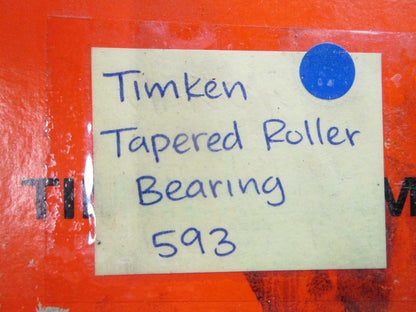 Timken
Tapered Roller
Bearing
593